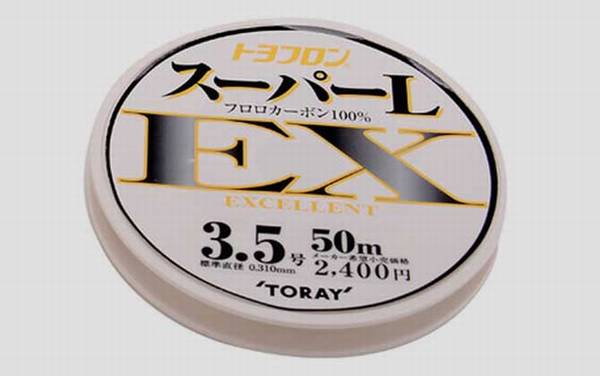 トヨフロン®
スーパーL
フロロカーボン100%
EX
EXCELLENT
3.5号 50m
標準直径 0.310mm メーカー希望小売価格
2,400円
'TORAY'